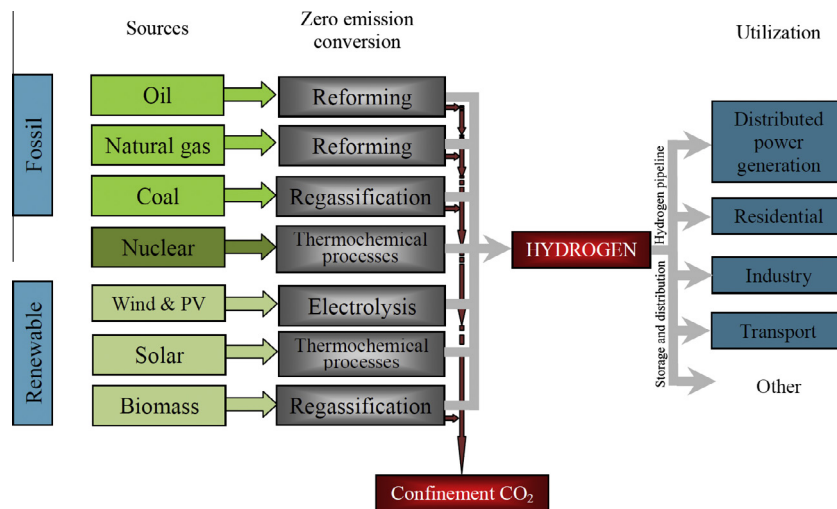 Sources
Zero emission
conversion
Utilization
Fossil
Oil
Reforming
Natural gas
Reforming
Coal
Regassification
Nuclear
Thermochemical
processes
Renewable
Wind & PV
Electrolysis
Solar
Thermochemical
processes
Biomass
Regassification
HYDROGEN
Confinement CO₂
Storage and distribution
Hydrogen pipeline
Distributed
power
generation
Residential
Industry
Transport
Other